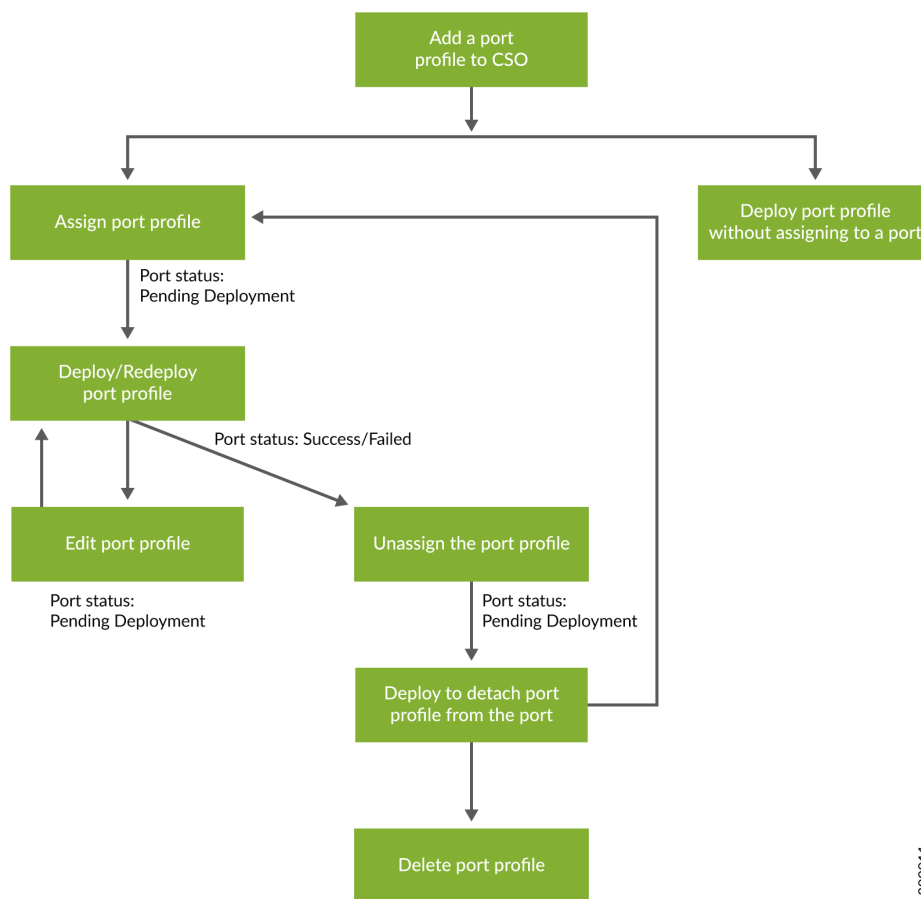 Add a port
profile to CSO
Assign port profile
Deploy port profile
without assigning to a port
Port status:
Pending Deployment
Deploy/Redeploy
port profile
Port status: Success/Failed
Edit port profile
Unassign the port profile
Port status:
Pending Deployment
Port status:
Pending Deployment
Deploy to detach port
profile from the port
Delete port profile